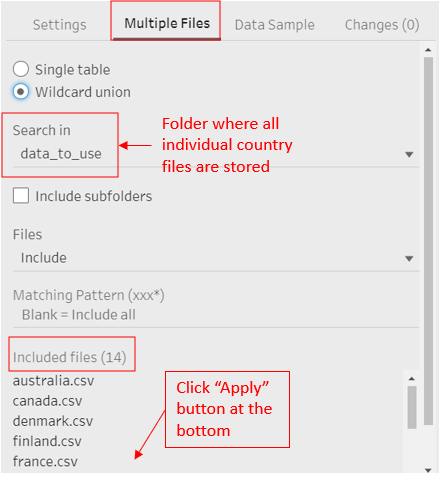 Settings Multiple Files Data Sample Changes (0)
Single table
Wildcard union
Search in
data_to_use
Folder where all
individual country
files are stored
Include subfolders
Files
Include
Matching Pattern (xxx*)
Blank = Include all
Included files (14)
australia.csv
canada.csv
denmark.csv
finland.csv
france.csv
Click “Apply”
button at the
bottom